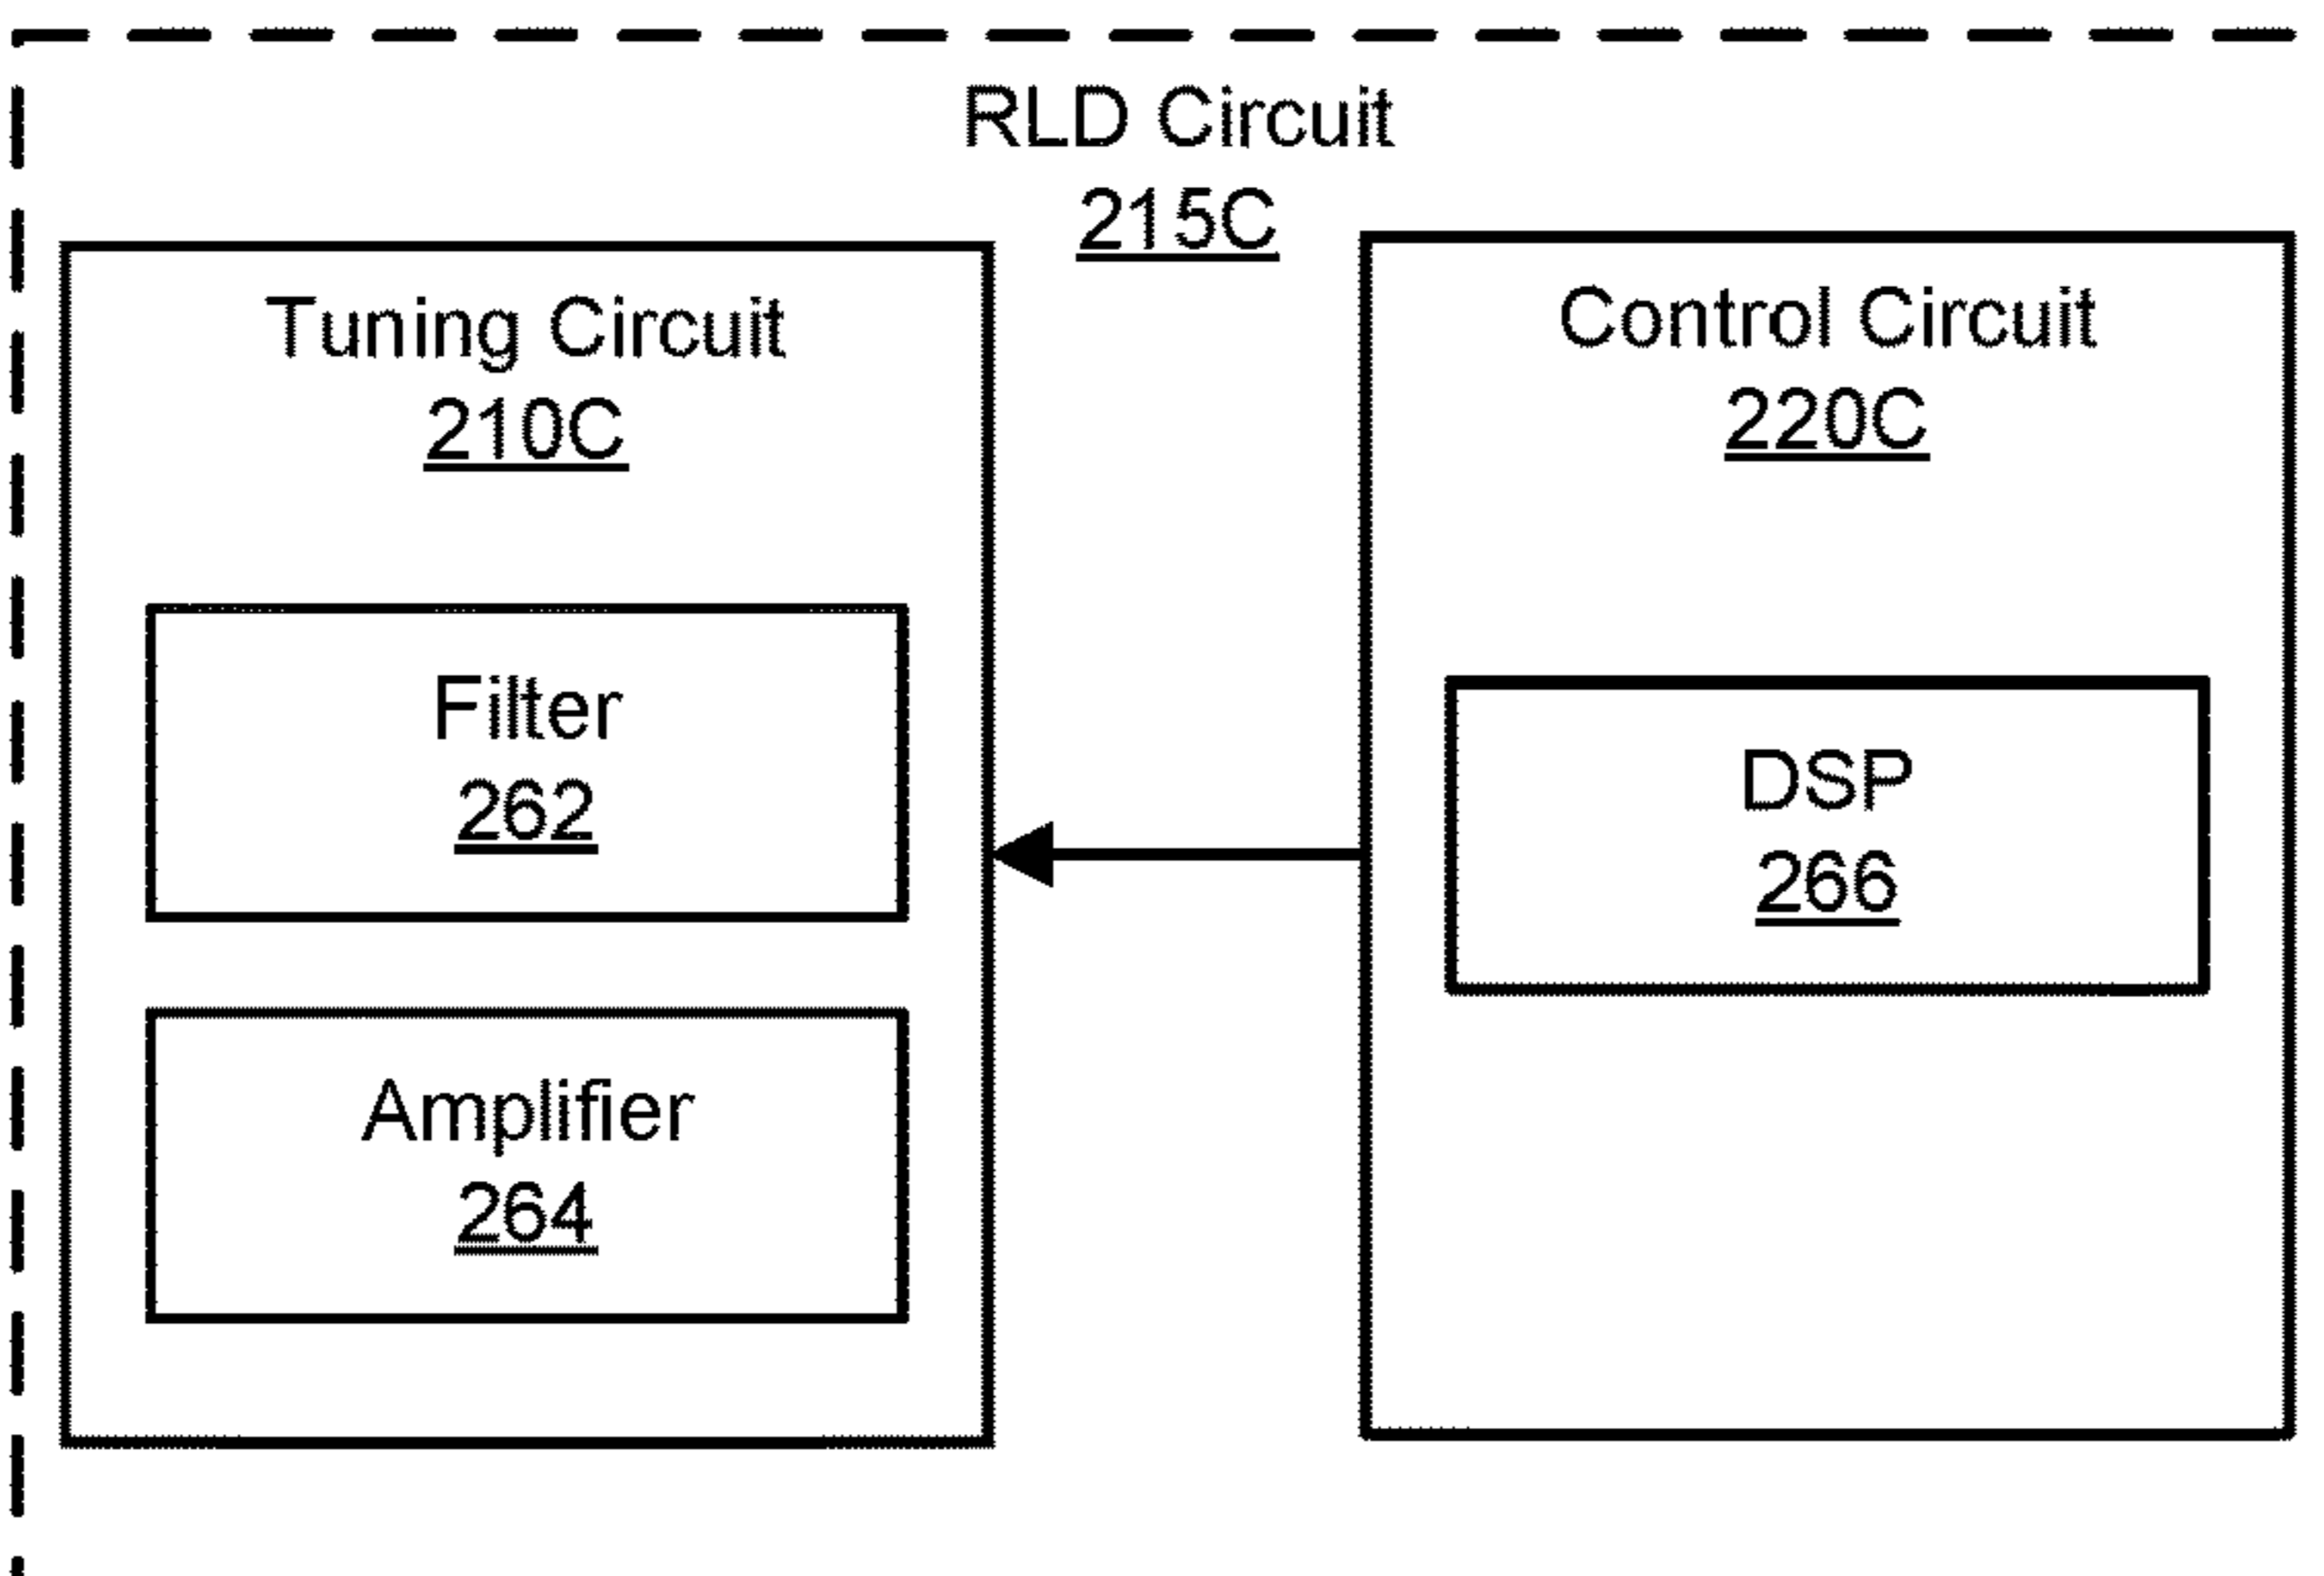 RLD Circuit
215C
Tuning Circuit
210C
Filter
262
Amplifier
264
Control Circuit
220C
DSP
266